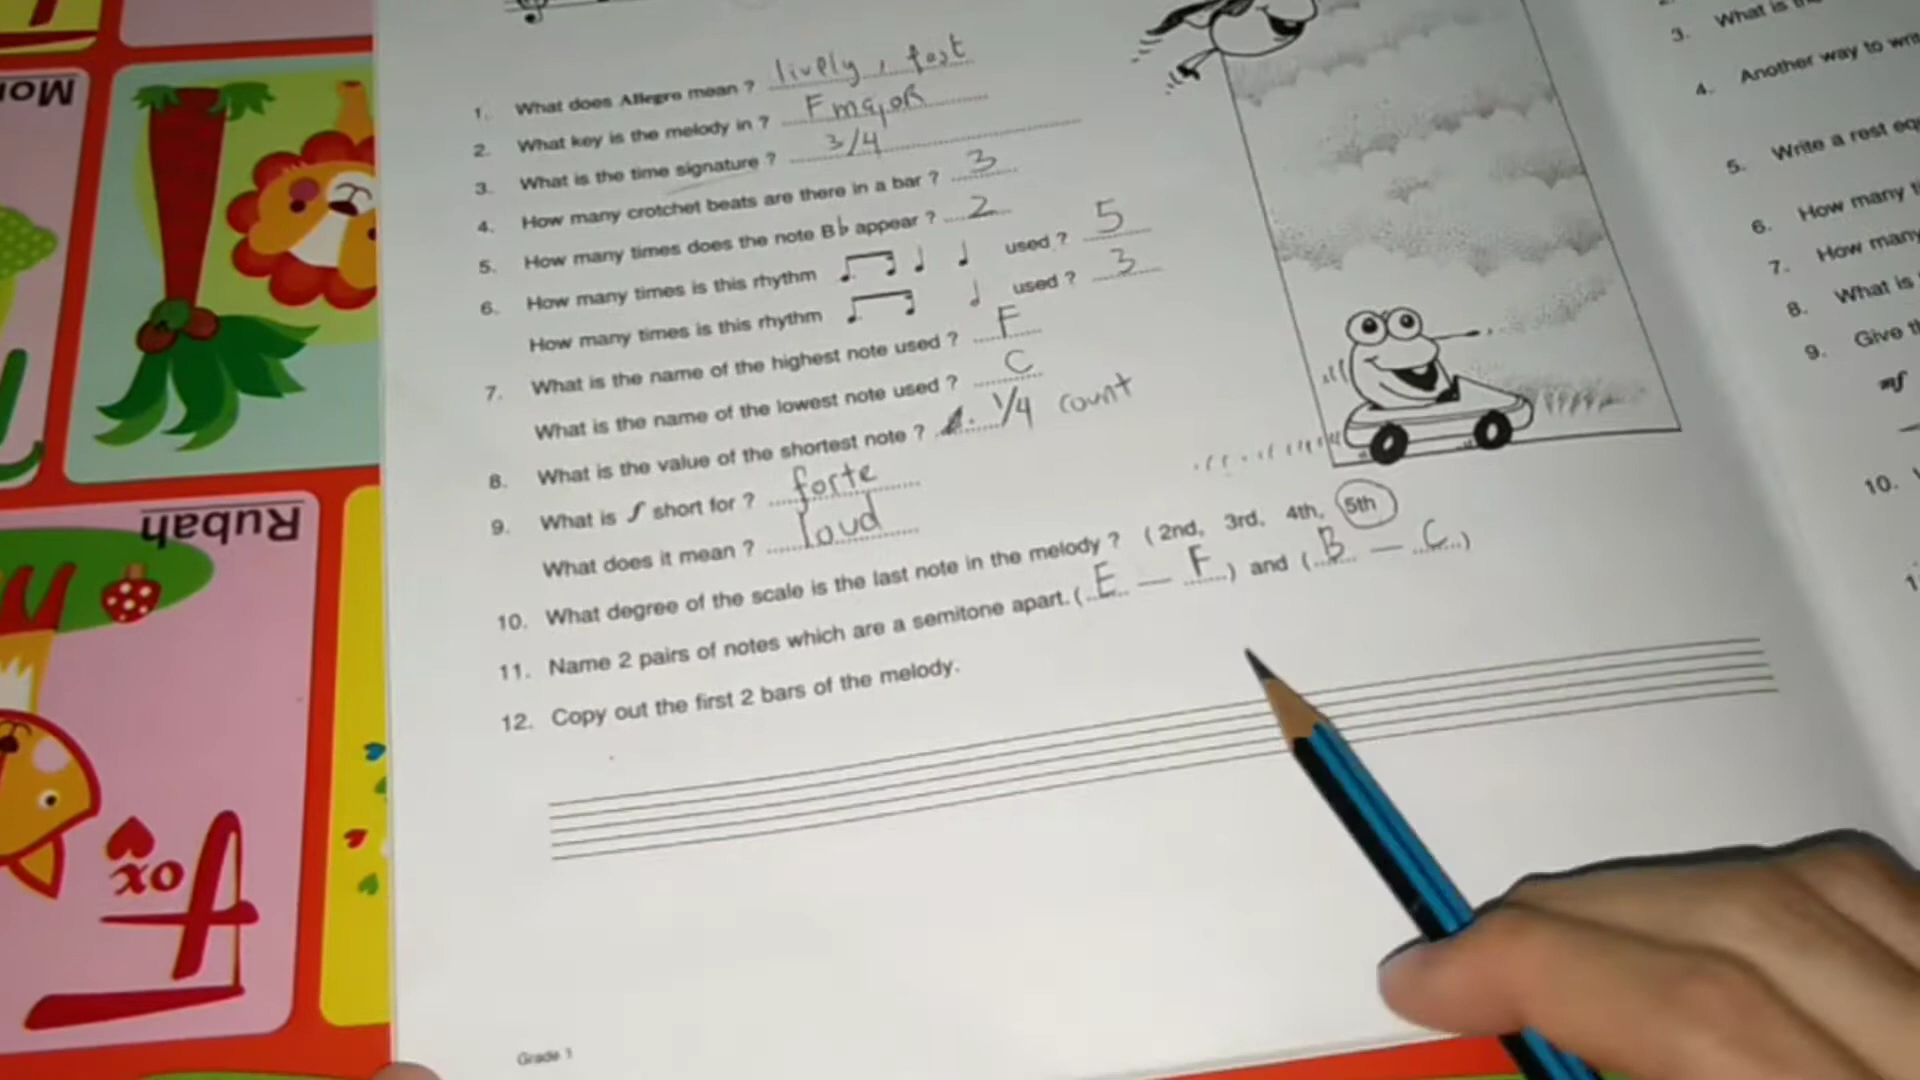 1. What does Allegro mean ? lively, fast
2. What key is the melody in ? F major
3. What is the time signature ? 3/4
4. How many crotchet beats are there in a bar ? 3
5. How many times does the note B♭ appear ? 2
6. How many times is this rhythm used ? 5
How many times is this rhythm used ? 3
7. What is the name of the highest note used ? F
What is the name of the lowest note used ? C
8. What is the value of the shortest note ? 1/4 count
9. What is f short for ? forte
What does it mean ? loud
10. What degree of the scale is the last note in the melody ? (2nd, 3rd, 4th, 5th
11. Name 2 pairs of notes which are a semitone apart. (E — F) and (B — C)
12. Copy out the first 2 bars of the melody.
Grade 1
3. What is
4. Another way to
5. Write a rest
6. How many
7. How many
8. What is
9. Give
mf
10.
Rubah
Fox